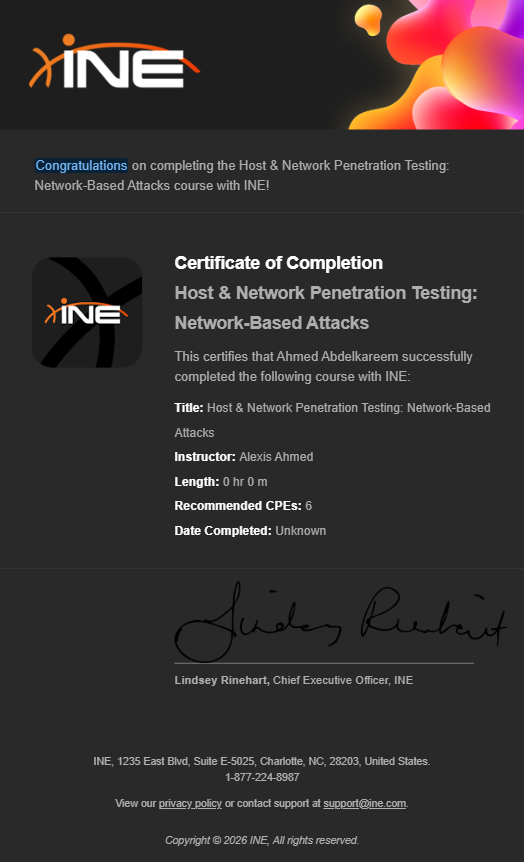 INE
Congratulations on completing the Host & Network Penetration Testing:
Network-Based Attacks course with INE!
INE
Certificate of Completion
Host & Network Penetration Testing:
Network-Based Attacks
This certifies that Ahmed Abdelkareem successfully
completed the following course with INE:
Title: Host & Network Penetration Testing: Network-Based
Attacks
Instructor: Alexis Ahmed
Length: 0 hr 0 m
Recommended CPEs: 6
Date Completed: Unknown
Lindsey Rinehart
Lindsey Rinehart, Chief Executive Officer, INE
INE, 1235 East Blvd, Suite E-5025, Charlotte, NC, 28203, United States.
1-877-224-8987
View our privacy policy or contact support at support@ine.com.
Copyright © 2026 INE, All rights reserved.